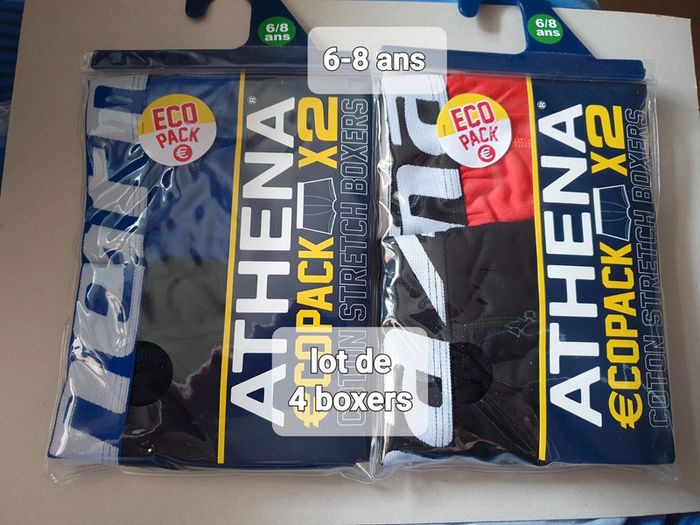 6/8
ans
6/8
ans
6-8 ans
ECO
PACK
€
ATHENA®
€COPACK X2
COTON STRETCH BOXERS
ECO
PACK
€
ATHENA®
€COPACK X2
COTON STRETCH BOXERS
lot de
4 boxers